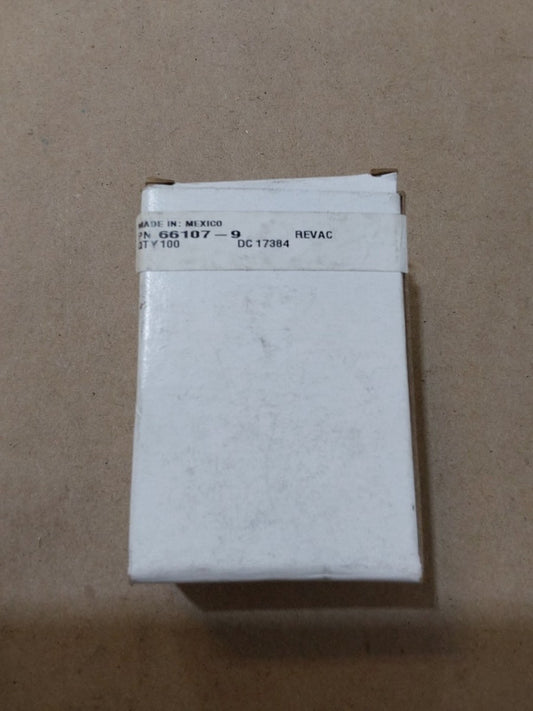 MADE IN: MEXICO
PN 66107-9 REVAC
QTY 100 DC 17384